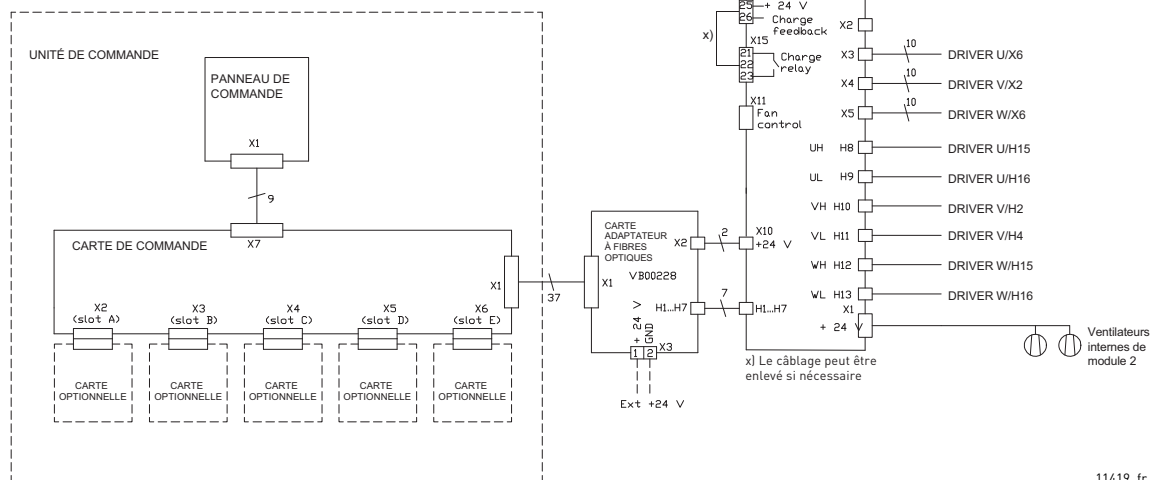 UNITÉ DE COMMANDE
PANNEAU DE
COMMANDE
X1
9
X7
CARTE DE COMMANDE
X1
37
X2
(slot A)
X3
(slot B)
X4
(slot C)
X5
(slot D)
X6
(slot E)
CARTE
OPTIONNELLE
CARTE
OPTIONNELLE
CARTE
OPTIONNELLE
CARTE
OPTIONNELLE
CARTE
OPTIONNELLE
CARTE
ADAPTATEUR
À FIBRES
OPTIQUES
VB00228
X1
X2
2
X10
+24 V
H1...H7
7
H1...H7
+ 24 V
GND
1 2 X3
Ext +24 V
25 + 24 V
26 Charge
feedback
x)
X15
21
22
23
Charge
relay
X11
Fan
control
X2
X3 10 DRIVER U/X6
X4 10 DRIVER V/X2
X5 10 DRIVER W/X6
UH H8 DRIVER U/H15
UL H9 DRIVER U/H16
VH H10 DRIVER V/H2
VL H11 DRIVER V/H4
WH H12 DRIVER W/H15
WL H13 DRIVER W/H16
X1
+ 24 V
Ventilateurs
internes de
module 2
x) Le câblage peut être
enlevé si nécessaire
11419_fr